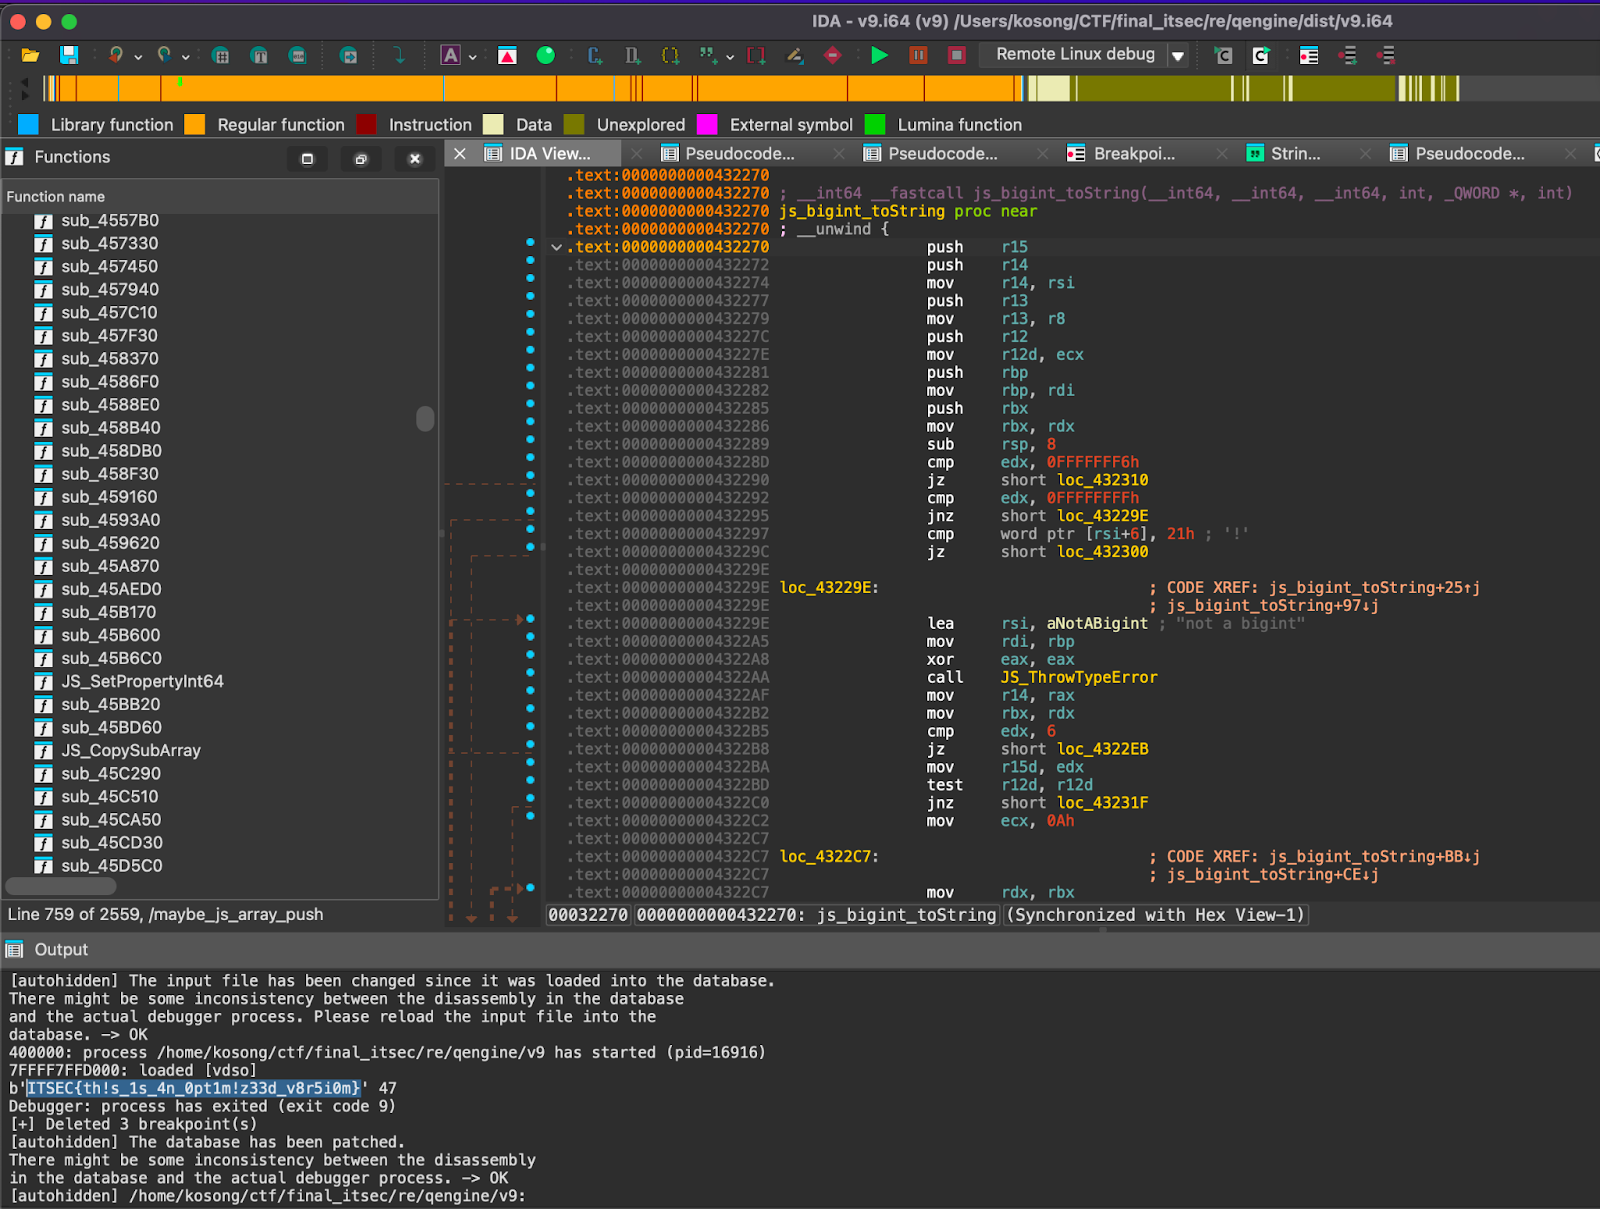 IDA - v9.i64 (v9) /Users/kosong/CTF/final_itsec/re/qengine/dist/v9.i64
Remote Linux debug
Library function Regular function Instruction Data Unexplored External symbol Lumina function
Functions
IDA View... Pseudocode... Pseudocode... Breakpoi... Strin... Pseudocode...
Function name
sub_4557B0
sub_457330
sub_457450
sub_457940
sub_457C10
sub_457F30
sub_458370
sub_4586F0
sub_4588E0
sub_458B40
sub_458DB0
sub_458F30
sub_459160
sub_4593A0
sub_459620
sub_45A870
sub_45AED0
sub_45B170
sub_45B600
sub_45B6C0
JS_SetPropertyInt64
sub_45BB20
sub_45BD60
JS_CopySubArray
sub_45C290
sub_45C510
sub_45CA50
sub_45CD30
sub_45D5C0
Line 759 of 2559, /maybe_js_array_push
.text:0000000000432270
.text:0000000000432270 ; __int64 __fastcall js_bigint_toString(__int64, __int64, __int64, int, _QWORD *, int)
.text:0000000000432270 js_bigint_toString proc near
.text:0000000000432270 ; __unwind {
.text:0000000000432270 push r15
.text:0000000000432272 push r14
.text:0000000000432274 mov r14, rsi
.text:0000000000432277 push r13
.text:0000000000432279 mov r13, r8
.text:000000000043227C push r12
.text:000000000043227E mov r12d, ecx
.text:0000000000432281 push rbp
.text:0000000000432282 mov rbp, rdi
.text:0000000000432285 push rbx
.text:0000000000432286 mov rbx, rdx
.text:0000000000432289 sub rsp, 8
.text:000000000043228D cmp edx, 0FFFFFFF6h
.text:0000000000432290 jz short loc_432310
.text:0000000000432292 cmp edx, 0FFFFFFFFh
.text:0000000000432295 jnz short loc_43229E
.text:0000000000432297 cmp word ptr [rsi+6], 21h ; '!'
.text:000000000043229C jz short loc_432300
.text:000000000043229E
.text:000000000043229E loc_43229E: ; CODE XREF: js_bigint_toString+25↑j
.text:000000000043229E ; js_bigint_toString+97↓j
.text:000000000043229E lea rsi, aNotABigint ; "not a bigint"
.text:00000000004322A5 mov rdi, rbp
.text:00000000004322A8 xor eax, eax
.text:00000000004322AA call JS_ThrowTypeError
.text:00000000004322AF mov r14, rax
.text:00000000004322B2 mov rbx, rdx
.text:00000000004322B5 cmp edx, 6
.text:00000000004322B8 jz short loc_4322EB
.text:00000000004322BA mov r15d, edx
.text:00000000004322BD test r12d, r12d
.text:00000000004322C0 jnz short loc_43231F
.text:00000000004322C2 mov ecx, 0Ah
.text:00000000004322C7
.text:00000000004322C7 loc_4322C7: ; CODE XREF: js_bigint_toString+BB↓j
.text:00000000004322C7 ; js_bigint_toString+CE↓j
.text:00000000004322C7 mov rdx, rbx
00032270 0000000000432270: js_bigint_toString (Synchronized with Hex View-1)
Output
[autohidden] The input file has been changed since it was loaded into the database.
There might be some inconsistency between the disassembly in the database
and the actual debugger process. Please reload the input file into the
database. -> OK
400000: process /home/kosong/ctf/final_itsec/re/qengine/v9 has started (pid=16916)
7FFFF7FFD000: loaded [vdso]
b'ITSEC{th!s_1s_4n_0pt1m!z33d_v8r5i0m}' 47
Debugger: process has exited (exit code 9)
[+] Deleted 3 breakpoint(s)
[autohidden] The database has been patched.
There might be some inconsistency between the disassembly
in the database and the actual debugger process. -> OK
[autohidden] /home/kosong/ctf/final_itsec/re/qengine/v9: